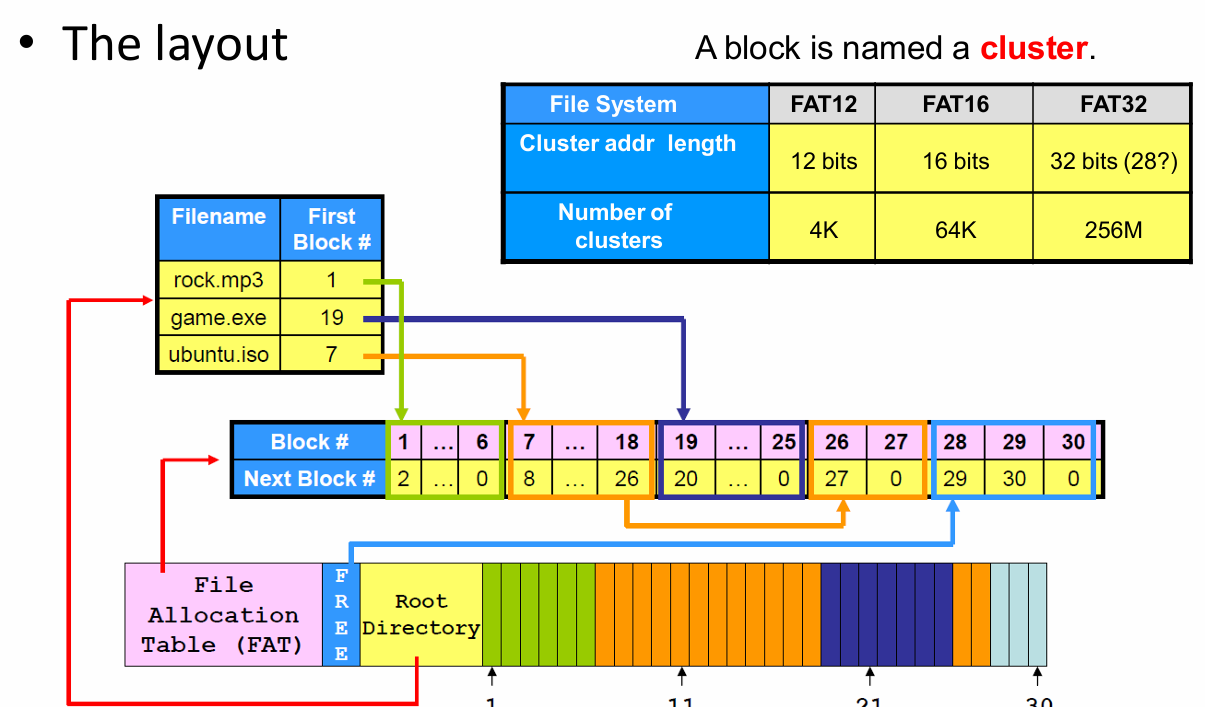 • The layout
A block is named a cluster.
File System FAT12 FAT16 FAT32
Cluster addr length 12 bits 16 bits 32 bits (28?)
Number of
clusters 4K 64K 256M
Filename First
Block #
rock.mp3 1
game.exe 19
ubuntu.iso 7
Block # 1 ... 6 7 ... 18 19 ... 25 26 27 28 29 30
Next Block # 2 ... 0 8 ... 26 20 ... 0 27 0 29 30 0
File
Allocation
Table (FAT)
F
R
E
E
Root
Directory
1 11 21 30